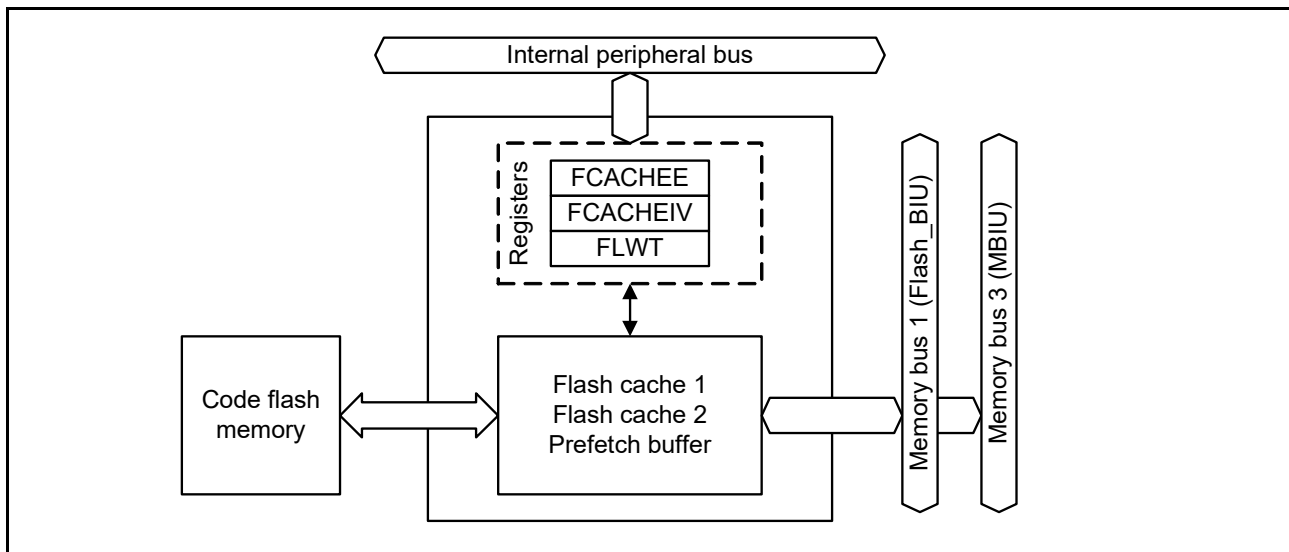 Internal peripheral bus
Registers
FCACHEE
FCACHEIV
FLWT
Code flash
memory
Flash cache 1
Flash cache 2
Prefetch buffer
Memory bus 1 (Flash_BIU)
Memory bus 3 (MBIU)